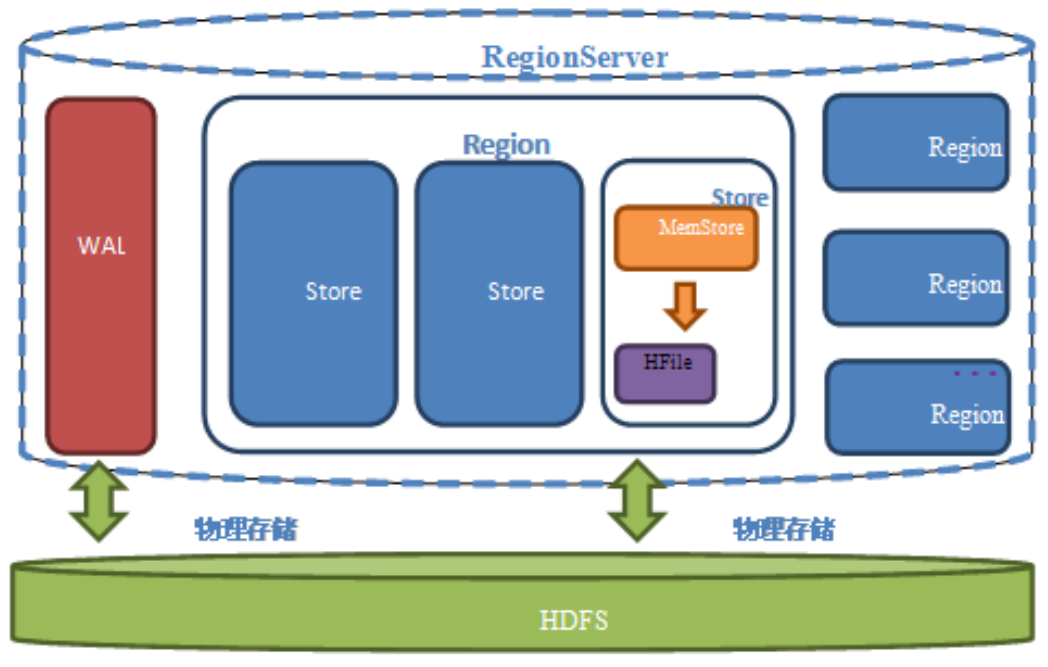 RegionServer
WAL
Region
Store
Store
Store
MemStore
HFile
Region
Region
...
Region
物理存储
物理存储
HDFS